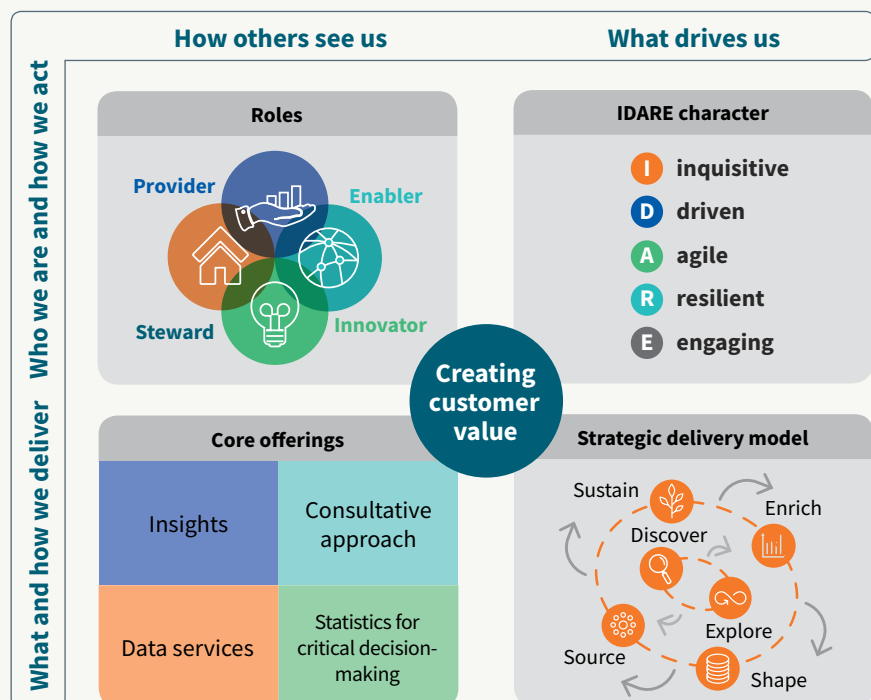 How others see us
What drives us
Who we are and how we act
Roles
Provider
Enabler
Steward
Innovator
IDARE character
I inquisitive
D driven
A agile
R resilient
E engaging
Creating
customer
value
What and how we deliver
Core offerings
Insights
Consultative
approach
Data services
Statistics for
critical decision-
making
Strategic delivery model
Sustain
Enrich
Discover
Explore
Source
Shape